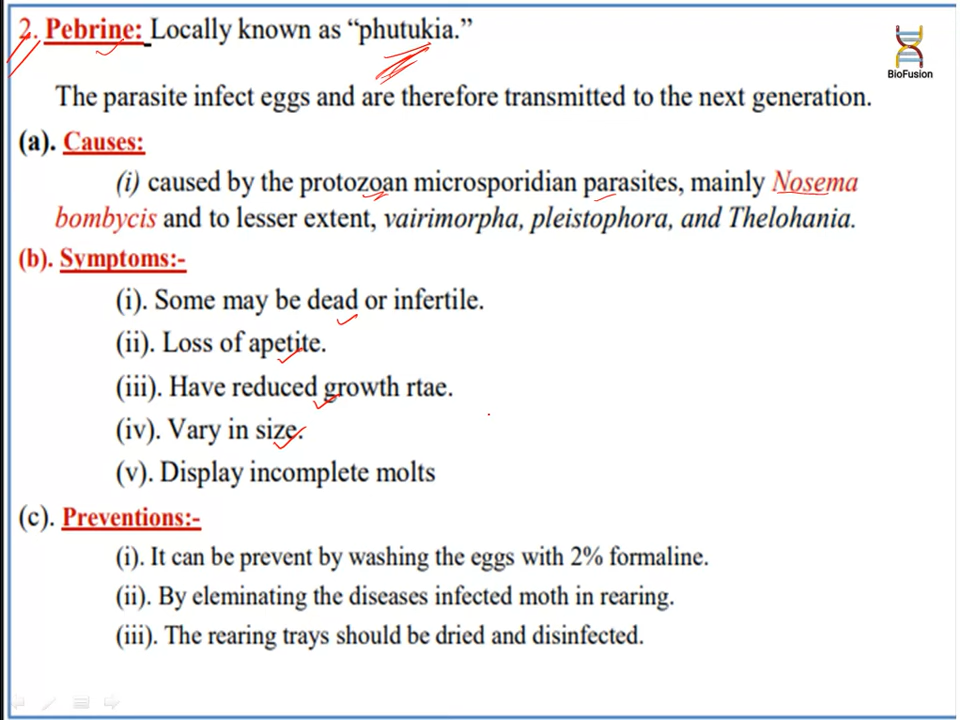 2. Pebrine: Locally known as “phutukia.”
BioFusion
The parasite infect eggs and are therefore transmitted to the next generation.
(a). Causes:
(i) caused by the protozoan microsporidian parasites, mainly Nosema
bombycis and to lesser extent, vairimorpha, pleistophora, and Thelohania.
(b). Symptoms:-
(i). Some may be dead or infertile.
(ii). Loss of apetite.
(iii). Have reduced growth rtae.
(iv). Vary in size.
(v). Display incomplete molts
(c). Preventions:-
(i). It can be prevent by washing the eggs with 2% formaline.
(ii). By eleminating the diseases infected moth in rearing.
(iii). The rearing trays should be dried and disinfected.